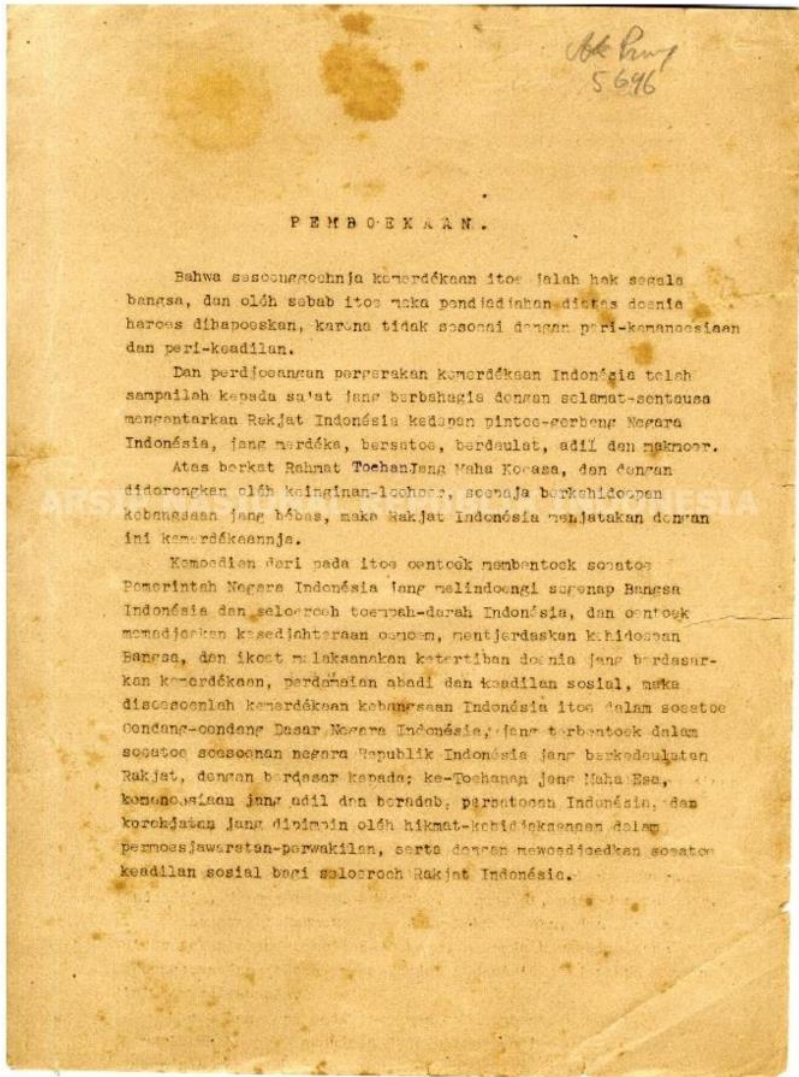 5696
PEMBOEKAAN.
Bahwa sesoenggoehnja kemerdékaan itoe jalah hak segala
bangsa, dan oléh sebab itoe maka pendjadjahan diatas doenia
haroes dihapoeskan, karena tidak sesoeai dengan peri-kemanoesiaan
dan peri-keadilan.
Dan perdjoeangan pergerakan kemerdékaan Indonésia telah
sampailah kepada sa'at jang berbahagia dengan selamat-sentausa
mengantarkan Rakjat Indonésia kedepan pintoe-gerbang Negara
Indonésia, jang merdéka, bersatoe, berdaulat, adil dan makmoer.
Atas berkat Rahmat ToehanJang Maha Koeasa, dan dengan
didorongkan oléh keinginan-loehoer, soepaja berkehidoepan
kebangsaan jang bébas, maka Rakjat Indonésia menjatakan dengan
ini kemerdékaannja.
Kemoedian dari pada itoe oentoek membentoek soeatoe
Pemerintah Negara Indonésia jang melindoengi segenap Bangsa
Indonésia dan seloeroeh toempah-darah Indonésia, dan oentoek
memadjoekan kesedjahteraan oemoem, mentjerdaskan kehidoepan
Bangsa, dan ikoet melaksanakan ketertiban doenia jang berdasar-
kan kemerdékaan, perdamaian abadi dan keadilan sosial, maka
disoesoenlah kemerdékaan kebangsaan Indonésia itoe dalam soeatoe
Oendang-oendang Dasar Negara Indonésia, jang terbentoek dalam
soeatoe soesoenan negara Republik Indonésia jang berkedaulatan
Rakjat, dengan berdasar kepada: ke-Toehanan jang Maha Esa,
kemanoesiaan jang adil dan beradab, persatoean Indonésia, dan
kerakjatan jang dipimpin oléh hikmat-kebidjaksanaan dalam
permoesjawaratan-perwakilan, serta dengan mewoedjoedkan soeatoe
keadilan sosial bagi seloeroeh Rakjat Indonésia.